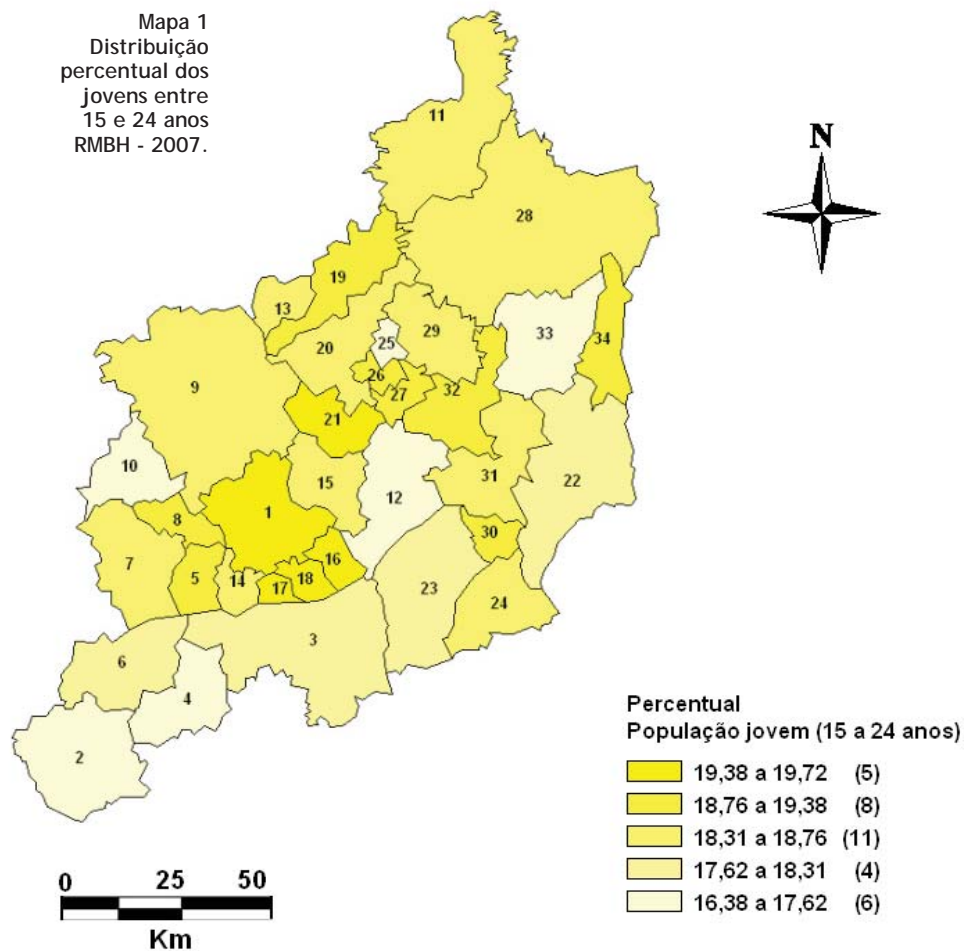 Mapa 1
Distribuição
percentual dos
jovens entre
15 e 24 anos
RMBH - 2007.
N
11
28
19
13
20
25
29
33
34
26
27
32
9
21
10
15
12
31
22
1
8
30
7
5
14
16
17
18
23
24
3
6
4
2
Percentual
População jovem (15 a 24 anos)
19,38 a 19,72 (5)
18,76 a 19,38 (8)
18,31 a 18,76 (11)
17,62 a 18,31 (4)
16,38 a 17,62 (6)
0 25 50
Km